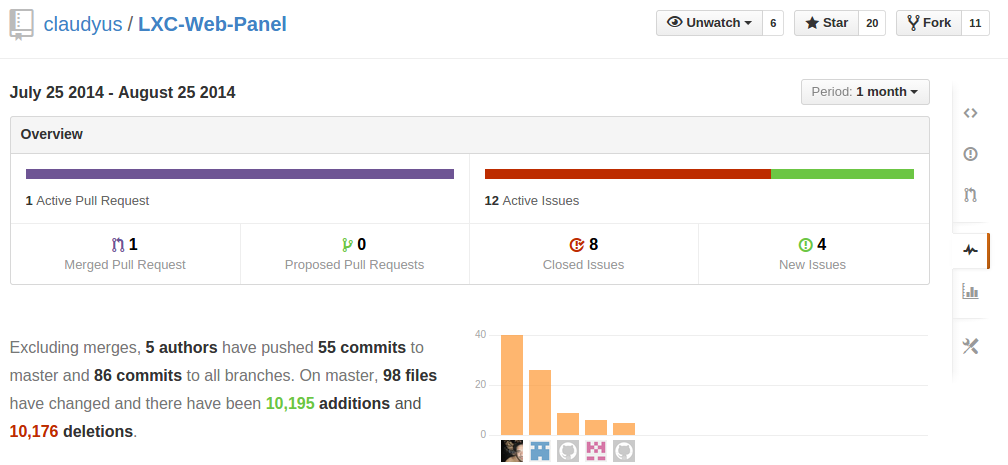 claudyus / LXC-Web-Panel
Unwatch 6
Star 20
Fork 11
July 25 2014 - August 25 2014
Period: 1 month
Overview
1 Active Pull Request
12 Active Issues
1
Merged Pull Request
0
Proposed Pull Requests
8
Closed Issues
4
New Issues
Excluding merges, 5 authors have pushed 55 commits to
master and 86 commits to all branches. On master, 98 files
have changed and there have been 10,195 additions and
10,176 deletions.
40
20
0